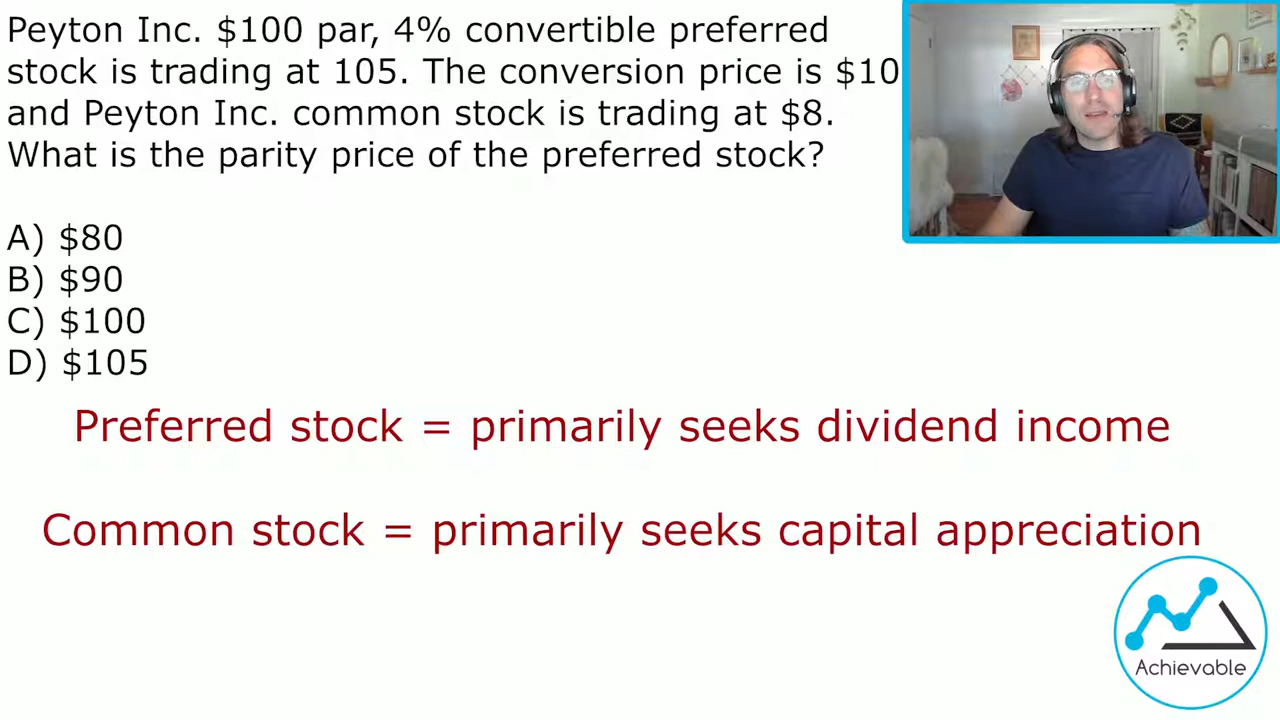 Peyton Inc. $100 par, 4% convertible preferred
stock is trading at 105. The conversion price is $10
and Peyton Inc. common stock is trading at $8.
What is the parity price of the preferred stock?
A) $80
B) $90
C) $100
D) $105
Preferred stock = primarily seeks dividend income
Common stock = primarily seeks capital appreciation
Achievable